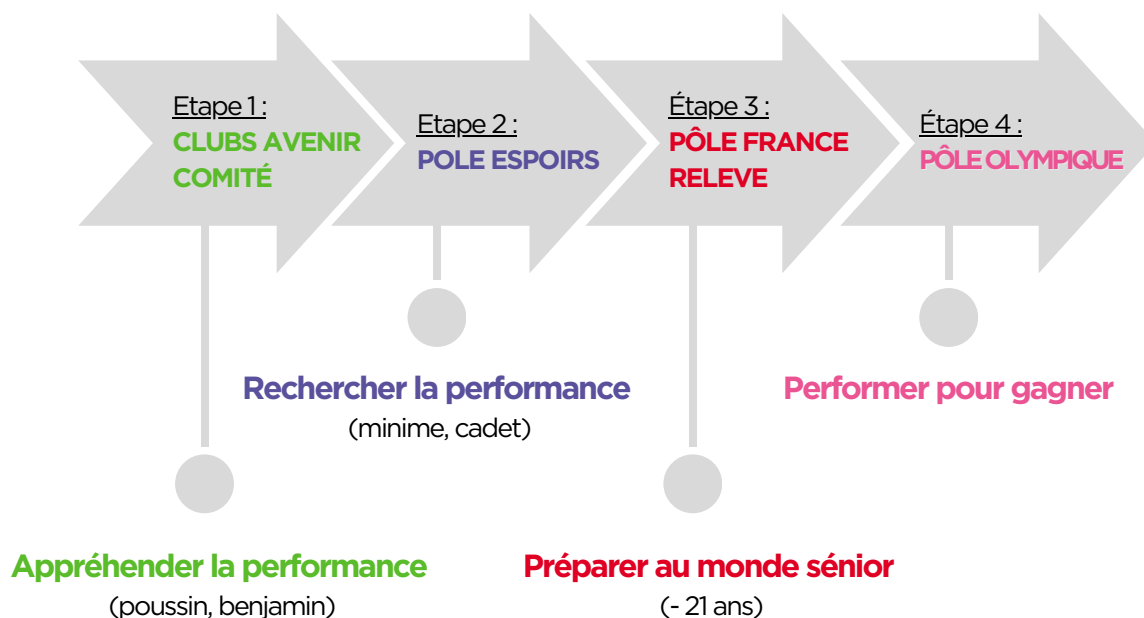 Etape 1 :
CLUBS AVENIR
COMITÉ
Etape 2 :
POLE ESPOIRS
Étape 3 :
PÔLE FRANCE
RELEVE
Étape 4 :
PÔLE OLYMPIQUE
Rechercher la performance
(minime, cadet)
Performer pour gagner
Appréhender la performance
(poussin, benjamin)
Préparer au monde sénior
(- 21 ans)